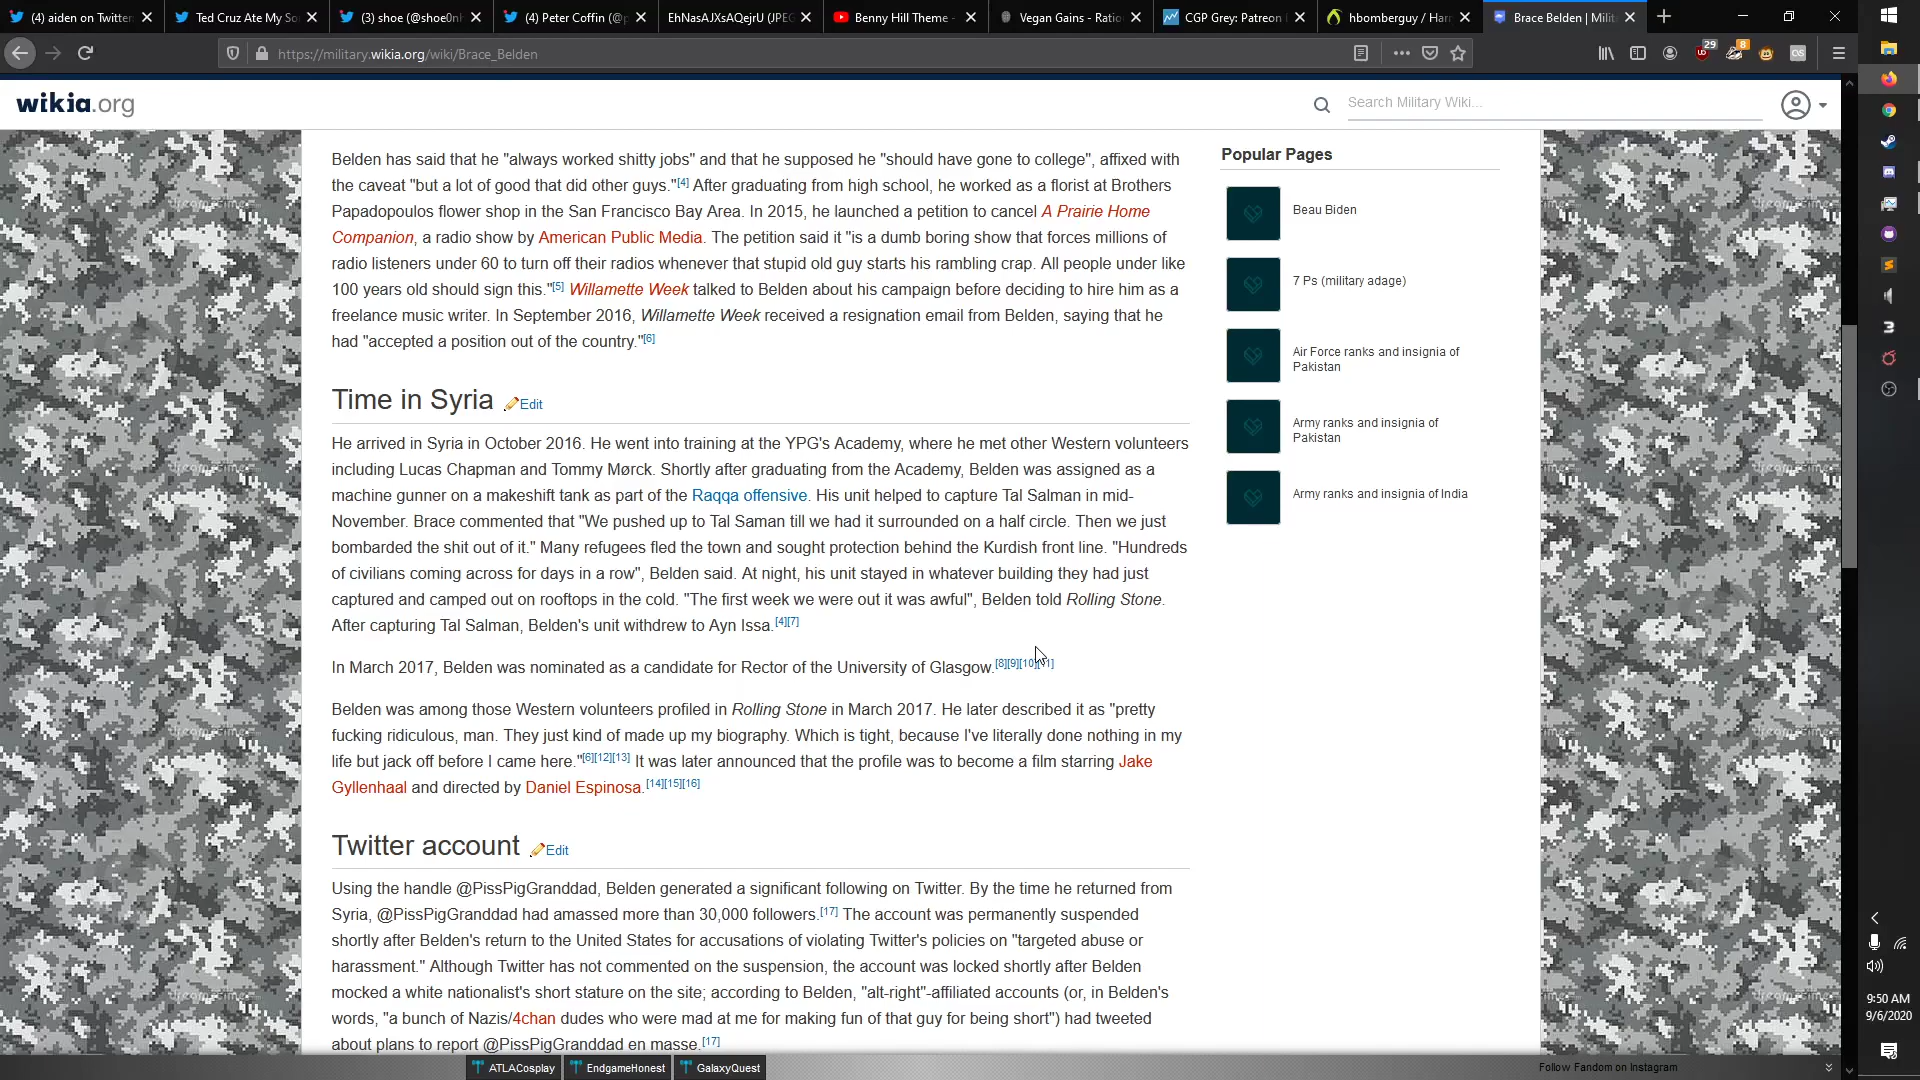 (4) aiden on Twitter
Ted Cruz Ate My So
(3) shoe (@shoe0n
(4) Peter Coffin (@p
EhNasAJXsAQejrU (JPEG
Benny Hill Theme -
Vegan Gains - Ratio
CGP Grey: Patreon
hbomberguy / Har
Brace Belden | Milit
https://military.wikia.org/wiki/Brace_Belden
29
8
wikia.org
Search Military Wiki...
Belden has said that he "always worked shitty jobs" and that he supposed he "should have gone to college", affixed with
the caveat "but a lot of good that did other guys."[4] After graduating from high school, he worked as a florist at Brothers
Papadopoulos flower shop in the San Francisco Bay Area. In 2015, he launched a petition to cancel A Prairie Home
Companion, a radio show by American Public Media. The petition said it "is a dumb boring show that forces millions of
radio listeners under 60 to turn off their radios whenever that stupid old guy starts his rambling crap. All people under like
100 years old should sign this."[5] Willamette Week talked to Belden about his campaign before deciding to hire him as a
freelance music writer. In September 2016, Willamette Week received a resignation email from Belden, saying that he
had "accepted a position out of the country."[6]
Time in Syria Edit
He arrived in Syria in October 2016. He went into training at the YPG's Academy, where he met other Western volunteers
including Lucas Chapman and Tommy Mørck. Shortly after graduating from the Academy, Belden was assigned as a
machine gunner on a makeshift tank as part of the Raqqa offensive. His unit helped to capture Tal Salman in mid-
November. Brace commented that "We pushed up to Tal Saman till we had it surrounded on a half circle. Then we just
bombarded the shit out of it." Many refugees fled the town and sought protection behind the Kurdish front line. "Hundreds
of civilians coming across for days in a row", Belden said. At night, his unit stayed in whatever building they had just
captured and camped out on rooftops in the cold. "The first week we were out it was awful", Belden told Rolling Stone.
After capturing Tal Salman, Belden's unit withdrew to Ayn Issa.[4][7]
In March 2017, Belden was nominated as a candidate for Rector of the University of Glasgow.[8][9][10][11]
Belden was among those Western volunteers profiled in Rolling Stone in March 2017. He later described it as "pretty
fucking ridiculous, man. They just kind of made up my biography. Which is tight, because I've literally done nothing in my
life but jack off before I came here."[6][12][13] It was later announced that the profile was to become a film starring Jake
Gyllenhaal and directed by Daniel Espinosa.[14][15][16]
Twitter account Edit
Using the handle @PissPigGranddad, Belden generated a significant following on Twitter. By the time he returned from
Syria, @PissPigGranddad had amassed more than 30,000 followers.[17] The account was permanently suspended
shortly after Belden's return to the United States for accusations of violating Twitter's policies on "targeted abuse or
harassment." Although Twitter has not commented on the suspension, the account was locked shortly after Belden
mocked a white nationalist's short stature on the site; according to Belden, "alt-right"-affiliated accounts (or, in Belden's
words, "a bunch of Nazis/4chan dudes who were mad at me for making fun of that guy for being short") had tweeted
about plans to report @PissPigGranddad en masse.[17]
Popular Pages
Beau Biden
7 Ps (military adage)
Air Force ranks and insignia of
Pakistan
Army ranks and insignia of
Pakistan
Army ranks and insignia of India
ATLACosplay
EndgameHonest
GalaxyQuest
Follow Fandom on Instagram
9:50 AM
9/6/2020